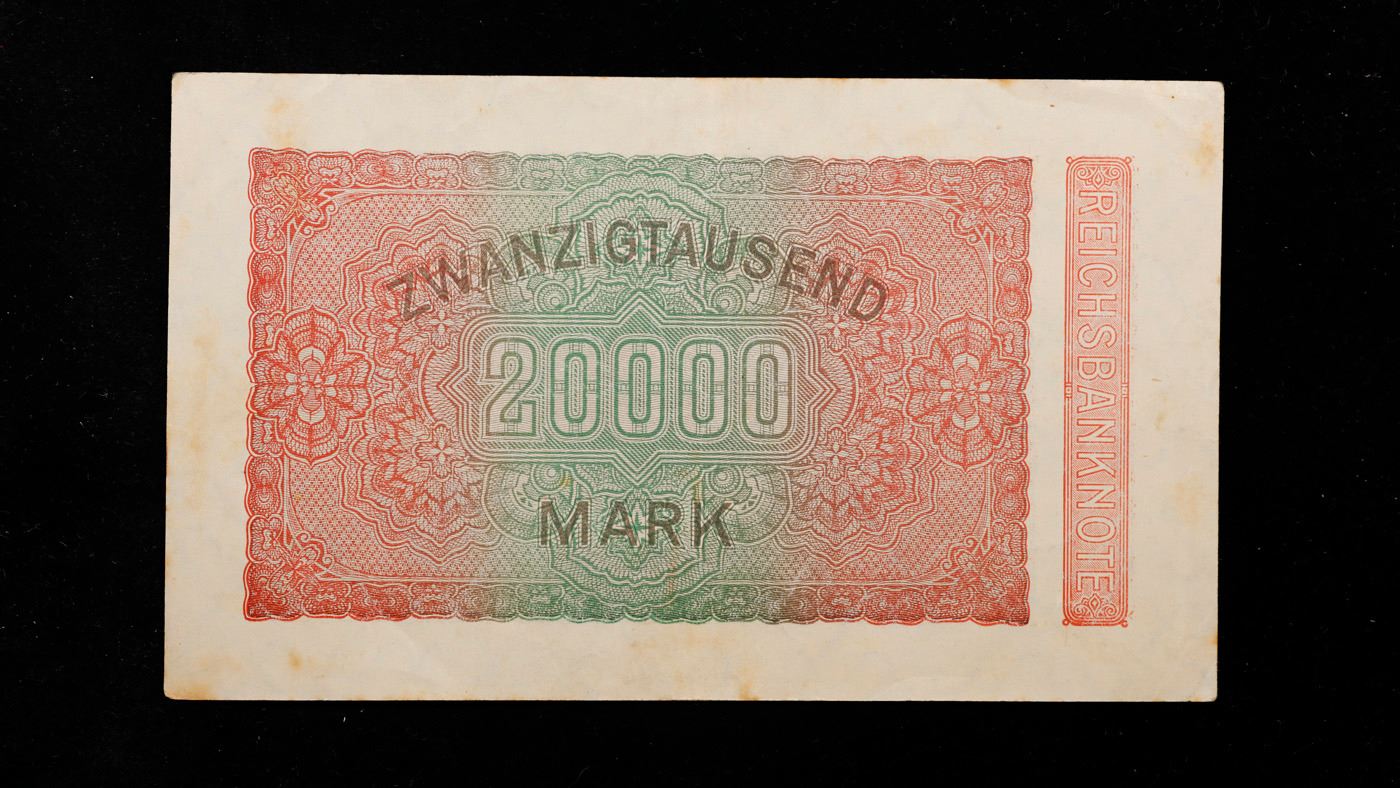 ZWANZIGTAUSEND
20000
MARK
REICHSBANKNOTE